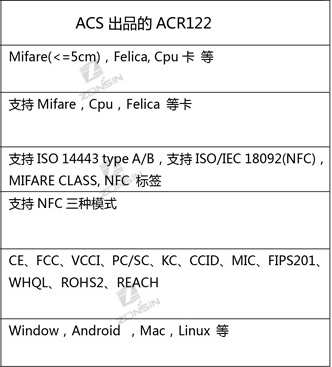 ACS 出品的 ACR122
Mifare(<=5cm)，Felica, Cpu 卡 等
支持 Mifare，Cpu，Felica 等卡
支持 ISO 14443 type A/B，支持 ISO/IEC 18092(NFC)，
MIFARE CLASS, NFC 标签
支持 NFC 三种模式
CE、FCC、VCCI、PC/SC、KC、CCID、MIC、FIPS201、
WHQL、ROHS2、REACH
Window，Android ，Mac，Linux 等
ZONSIN
ZONSIN
ZONSIN